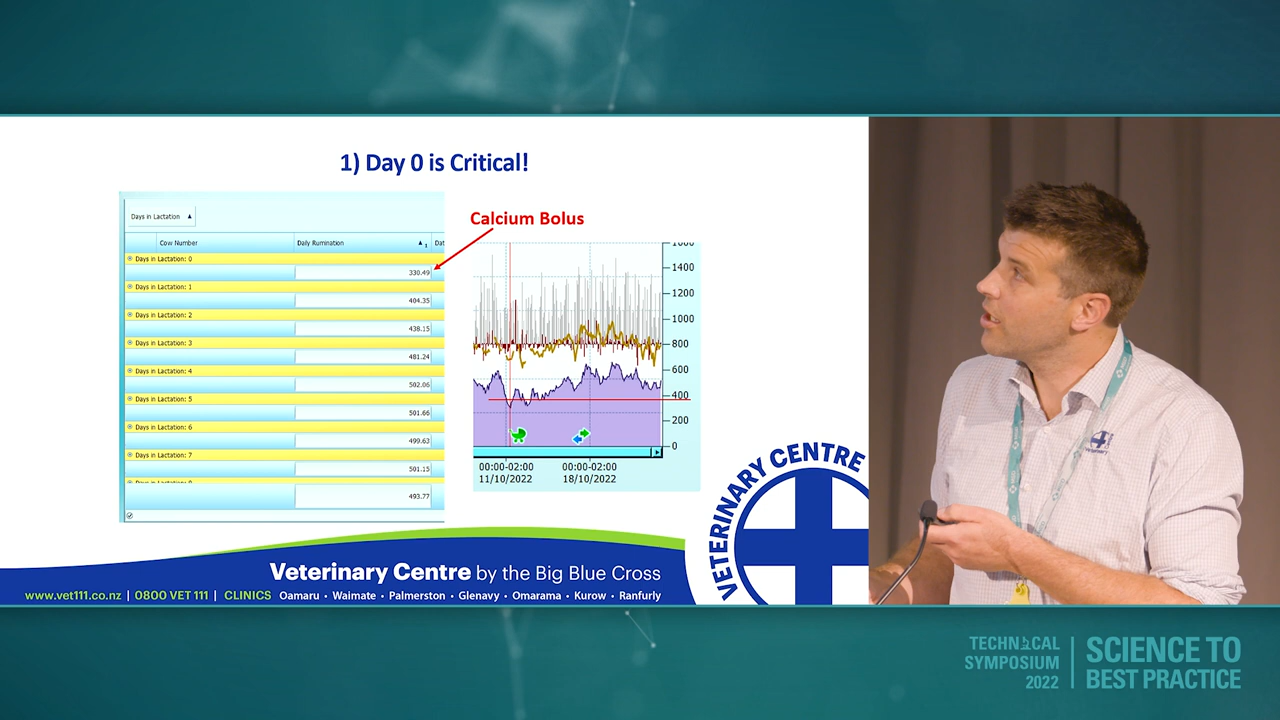 1) Day 0 is Critical!
Days in Lactation
Cow Number
Daily Rumination
Dat
Days in Lactation: 0
330.49
Days in Lactation: 1
404.35
Days in Lactation: 2
438.15
Days in Lactation: 3
481.24
Days in Lactation: 4
502.06
Days in Lactation: 5
501.66
Days in Lactation: 6
499.63
Days in Lactation: 7
501.15
493.77
Calcium Bolus
1400
1200
1000
800
600
400
200
0
00:00-02:00 00:00-02:00
11/10/2022 18/10/2022
VETERINARY CENTRE
Veterinary Centre by the Big Blue Cross
www.vet111.co.nz | 0800 VET 111 | CLINICS Oamaru • Waimate • Palmerston • Glenavy • Omarama • Kurow • Ranfurly
TECHNICAL
SYMPOSIUM
2022
SCIENCE TO
BEST PRACTICE